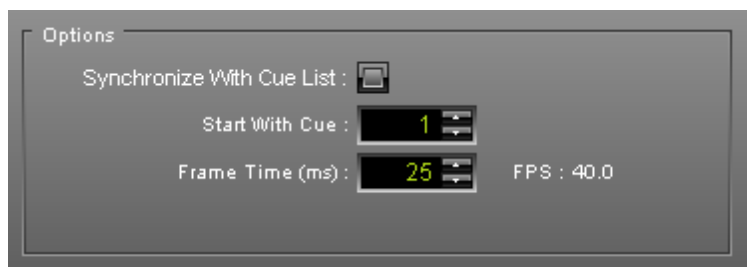 Options
Synchronize With Cue List :
Start With Cue : 1
Frame Time (ms) : 25 FPS : 40.0